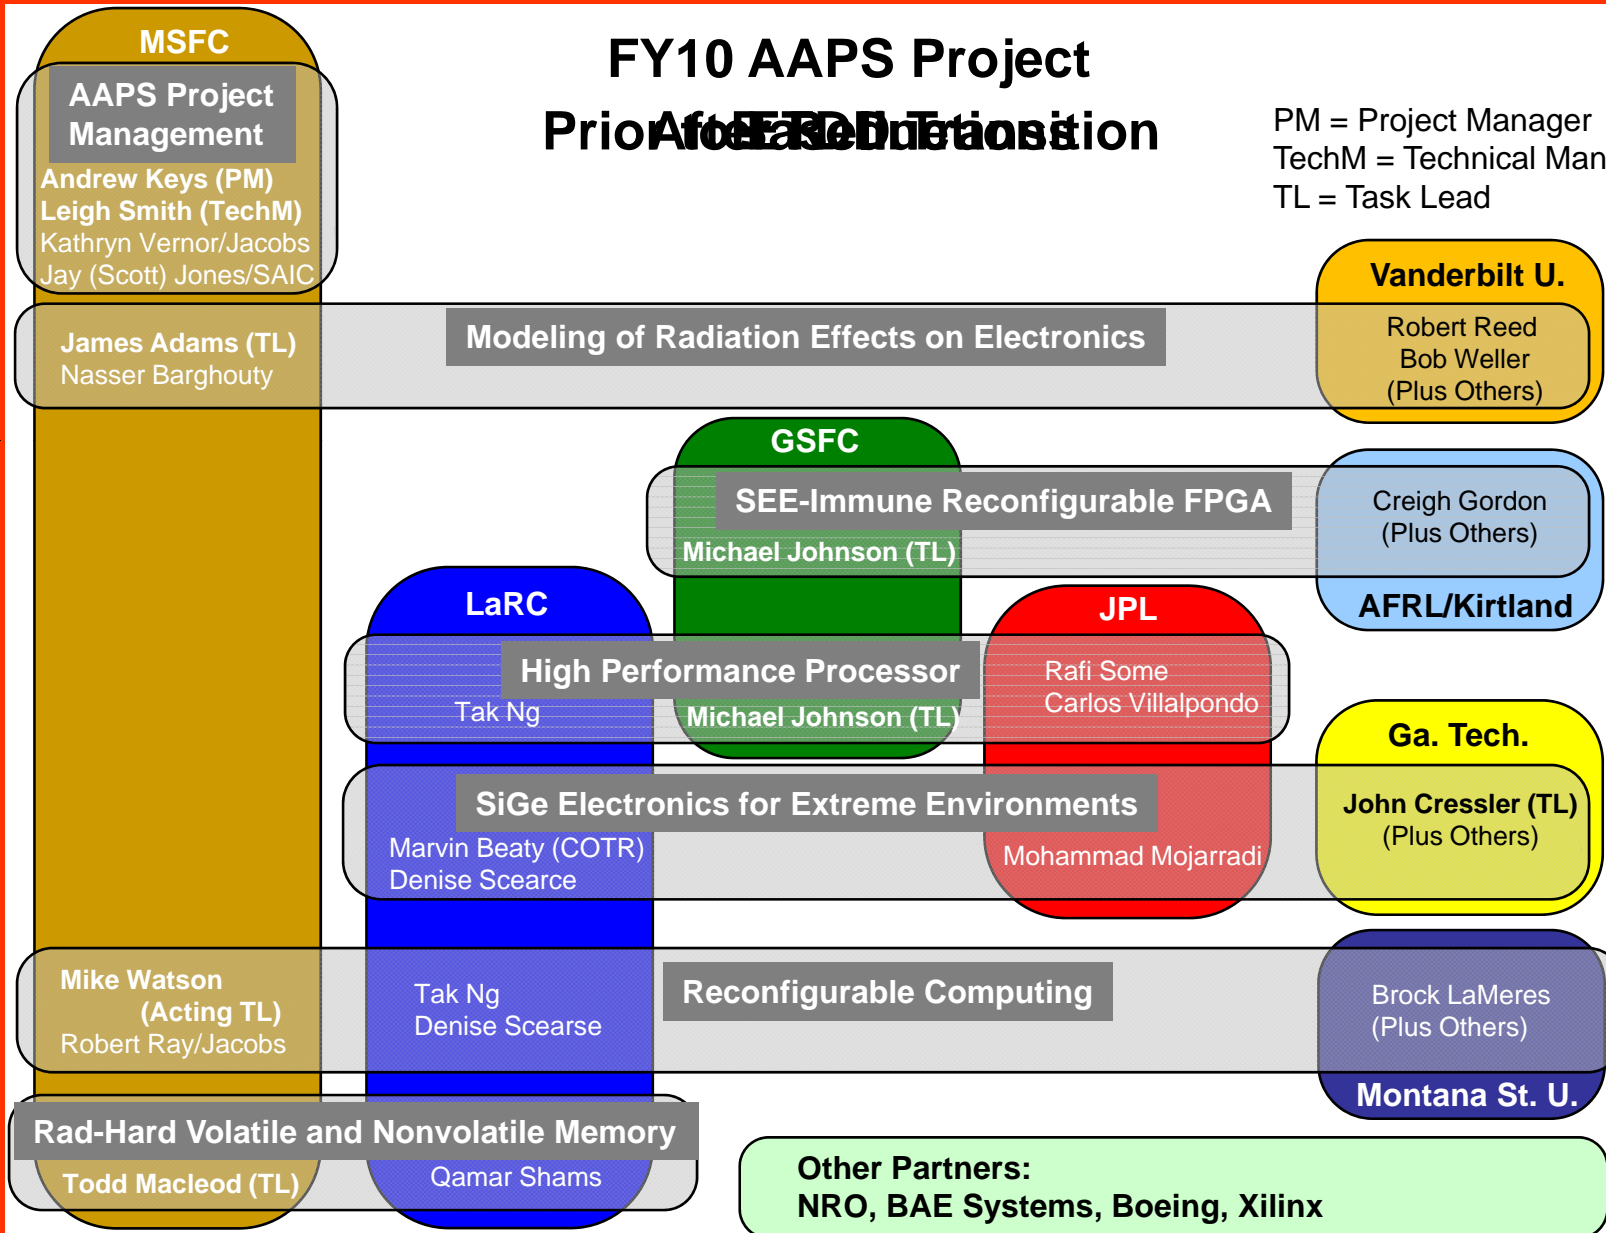 MSFC
FY10 AAPS Project
AAPS Project
Management
Andrew Keys (PM)
Leigh Smith (TechM)
Kathryn Vernor/Jacobs
Jay (Scott) Jones/SAIC
PM = Project Manager
TechM = Technical Man
TL = Task Lead
Vanderbilt U.
James Adams (TL)
Nasser Barghouty
Modeling of Radiation Effects on Electronics
Robert Reed
Bob Weller
(Plus Others)
GSFC
SEE-Immune Reconfigurable FPGA
Michael Johnson (TL)
Creigh Gordon
(Plus Others)
AFRL/Kirtland
LaRC
JPL
High Performance Processor
Tak Ng
Michael Johnson (TL)
Rafi Some
Carlos Villalpondo
Ga. Tech.
SiGe Electronics for Extreme Environments
Marvin Beaty (COTR)
Denise Scearce
Mohammad Mojarradi
John Cressler (TL)
(Plus Others)
Mike Watson
(Acting TL)
Robert Ray/Jacobs
Tak Ng
Denise Scearse
Reconfigurable Computing
Brock LaMeres
(Plus Others)
Montana St. U.
Rad-Hard Volatile and Nonvolatile Memory
Todd Macleod (TL)
Qamar Shams
Other Partners:
NRO, BAE Systems, Boeing, Xilinx